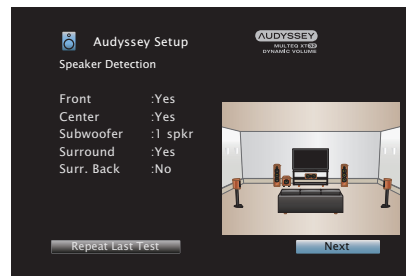 Audyssey Setup
AUDYSSEY
MULTEQ XT32
DYNAMIC VOLUME
Speaker Detection
Front :Yes
Center :Yes
Subwoofer :1 spkr
Surround :Yes
Surr. Back :No
Repeat Last Test
Next